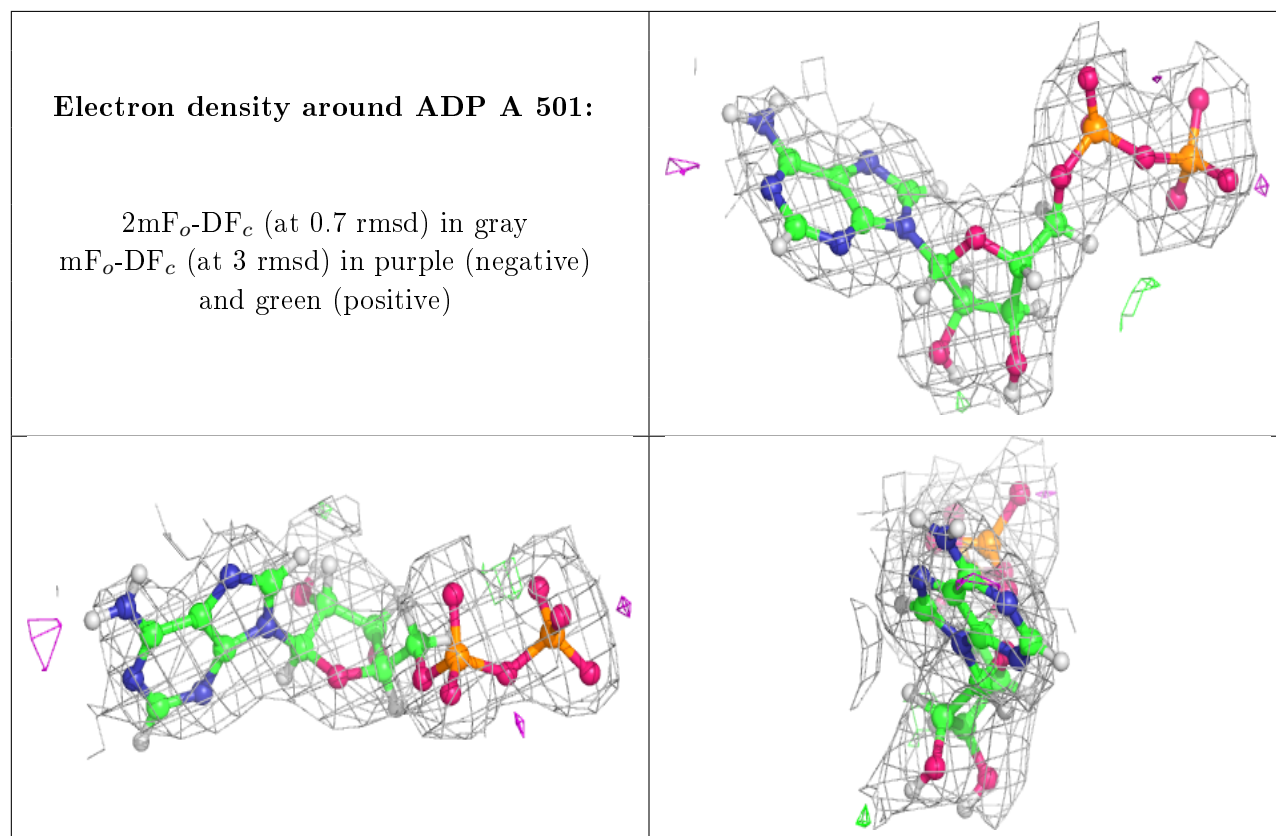 Electron density around ADP A 501:
2mFₒ-DF𝒸 (at 0.7 rmsd) in gray
mFₒ-DF𝒸 (at 3 rmsd) in purple (negative)
and green (positive)